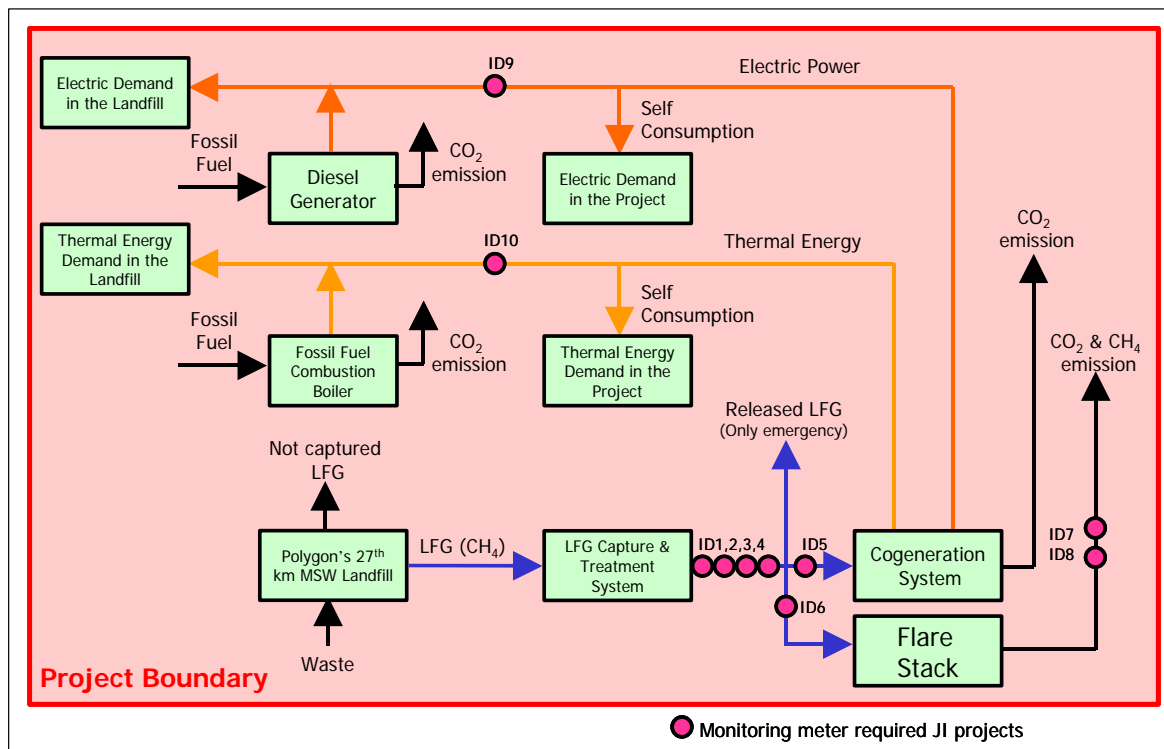 ID9
Electric Power
Electric Demand
in the Landfill
Self
Consumption
Fossil
Fuel
CO2
emission
Diesel
Generator
Electric Demand
in the Project
Thermal Energy
Demand in the
Landfill
ID10
Thermal Energy
CO2
emission
Self
Consumption
Fossil
Fuel
CO2
emission
Fossil Fuel
Combustion
Boiler
Thermal Energy
Demand in the
Project
CO2 & CH4
emission
Released LFG
(Only emergency)
Not captured
LFG
Polygon's 27th
km MSW Landfill
LFG (CH4)
LFG Capture &
Treatment
System
ID1,2,3,4
ID5
Cogeneration
System
ID7
ID8
ID6
Flare
Stack
Waste
Project Boundary
Monitoring meter required JI projects